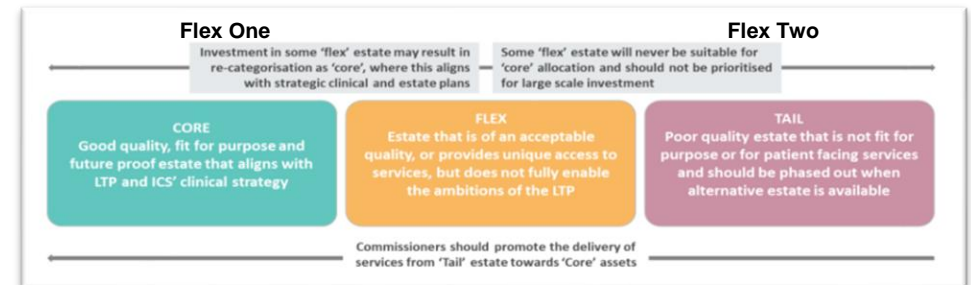 Flex One
Flex Two
Investment in some 'flex' estate may result in
re-categorisation as 'core', where this aligns
with strategic clinical and estate plans
Some 'flex' estate will never be suitable for
'core' allocation and should not be prioritised
for large scale investment
CORE
Good quality, fit for purpose and
future proof estate that aligns with
LTP and ICS' clinical strategy
FLEX
Estate that is of an acceptable
quality, or provides unique access to
services, but does not fully enable
the ambitions of the LTP
TAIL
Poor quality estate that is not fit for
purpose or for patient facing services
and should be phased out when
alternative estate is available
Commissioners should promote the delivery of
services from 'Tail' estate towards 'Core' assets